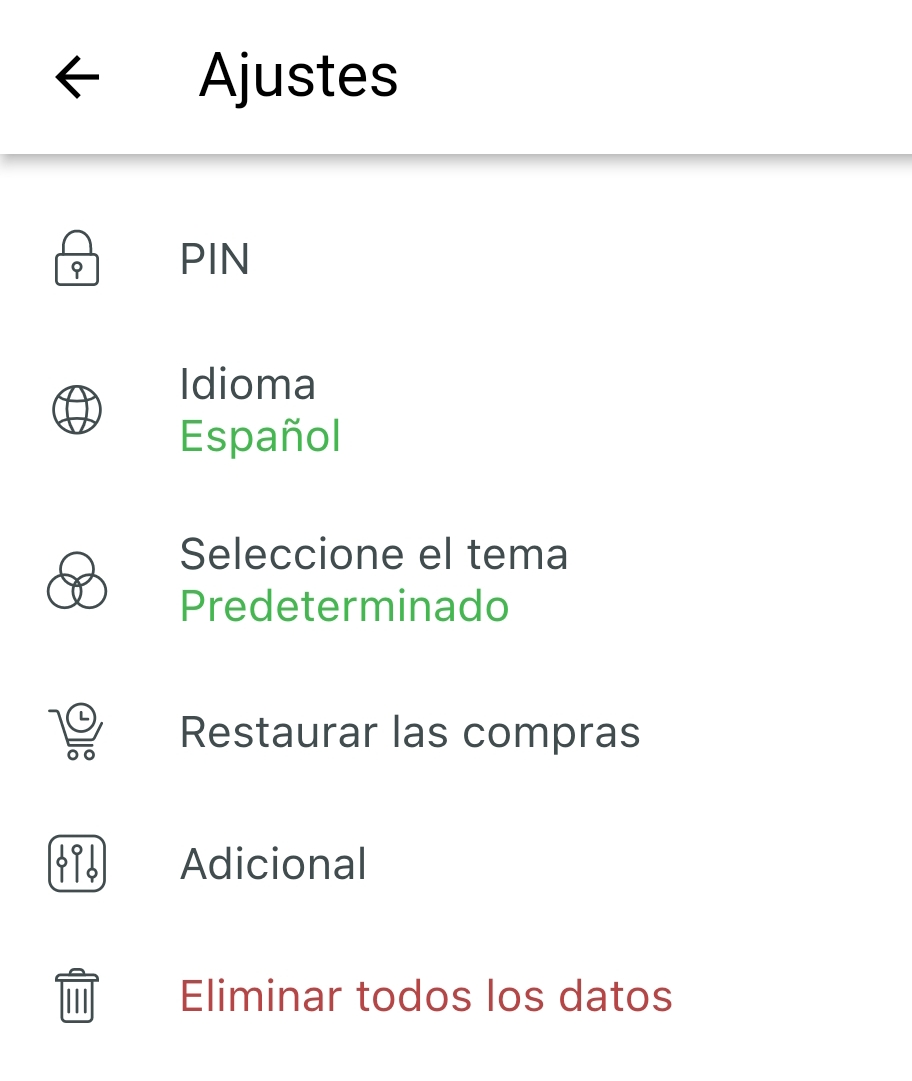 Ajustes
PIN
Idioma
Español
Seleccione el tema
Predeterminado
Restaurar las compras
Adicional
Eliminar todos los datos